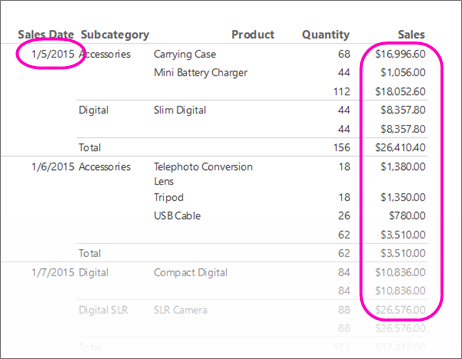 Sales Date Subcategory Product Quantity Sales
1/5/2015 Accessories Carrying Case 68 $16,996.60
Mini Battery Charger 44 $1,056.00
112 $18,052.60
Digital Slim Digital 44 $8,357.80
44 $8,357.80
Total 156 $26,410.40
1/6/2015 Accessories Telephoto Conversion 18 $1,380.00
Lens
Tripod 18 $1,350.00
USB Cable 26 $780.00
62 $3,510.00
Total 62 $3,510.00
1/7/2015 Digital Compact Digital 84 $10,836.00
84 $10,836.00
Digital SLR SLR Camera 88 $26,576.00
88 $26,576.00
Total 172 $37,412.00